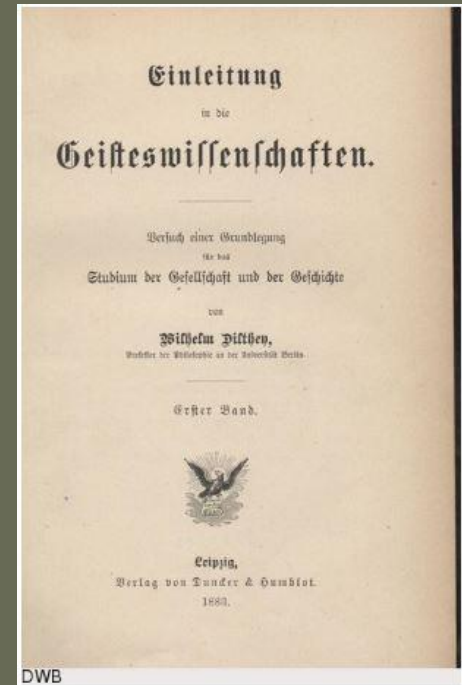 Einleitung
in die
Geisteswissenschaften.
Versuch einer Grundlegung
für das
Studium der Gesellschaft und der Geschichte
von
Wilhelm Dilthey,
Professor der Philosophie an der Universität Berlin.
Erster Band.
Leipzig,
Verlag von Duncker & Humblot.
1883.
DWB